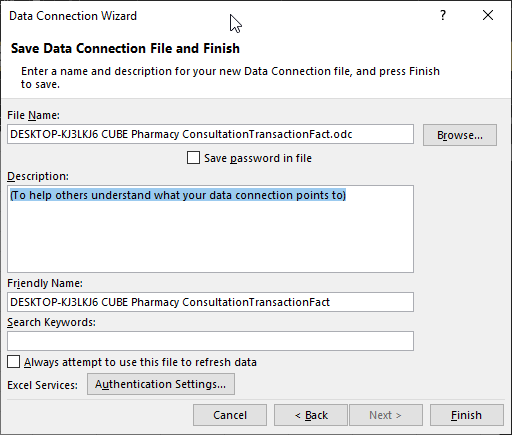 Data Connection Wizard
Save Data Connection File and Finish
Enter a name and description for your new Data Connection file, and press Finish
to save.
File Name:
DESKTOP-KJ3LKJ6 CUBE Pharmacy ConsultationTransactionFact.odc
Browse...
Save password in file
Description:
(To help others understand what your data connection points to)
Friendly Name:
DESKTOP-KJ3LKJ6 CUBE Pharmacy ConsultationTransactionFact
Search Keywords:
Always attempt to use this file to refresh data
Excel Services: Authentication Settings...
Cancel < Back Next > Finish